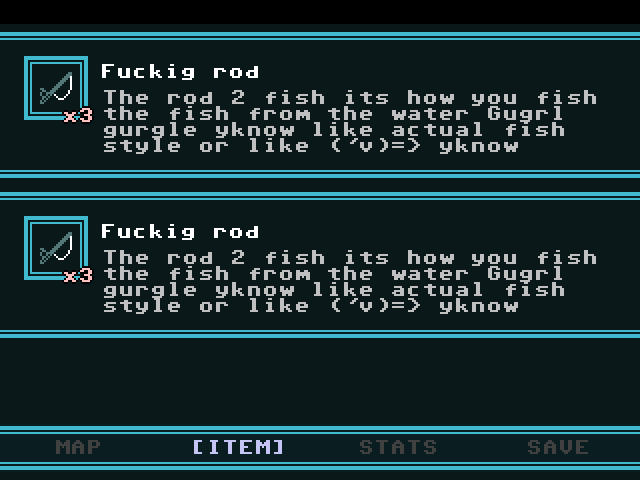 Fuckig rod
The rod 2 fish its how you fish
the fish from the water Gugrl
gurgle yknow like actual fish
style or like (´v)=> yknow
x3
Fuckig rod
The rod 2 fish its how you fish
the fish from the water Gugrl
gurgle yknow like actual fish
style or like (´v)=> yknow
x3
MAP [ITEM] STATS SAVE